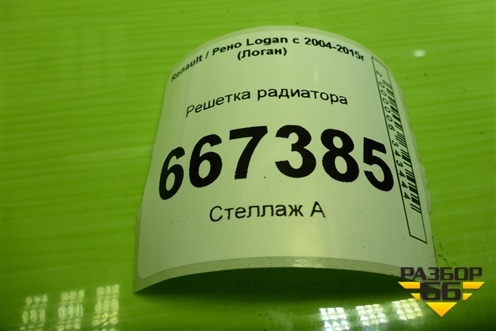 Renault / Рено Logan с 2004-2015г
(Логан)
Решетка радиатора
667385
Стеллаж А
РАЗБОР
66